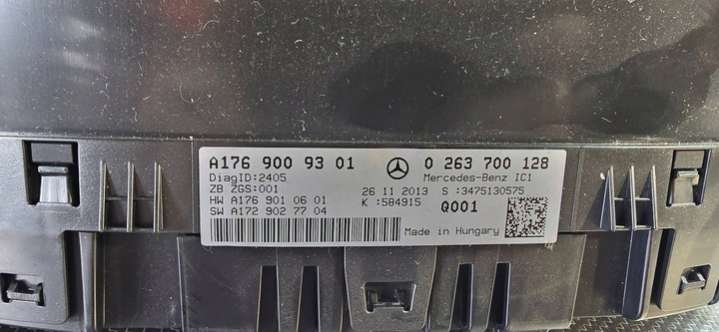 A176 900 93 01 0 263 700 128
DiagID:2405 Mercedes-Benz IC1
ZB ZGS:001 26 11 2013 S :3475130575
HW A176 901 06 01 K :584915 Q001
SW A172 902 77 04
Made in Hungary